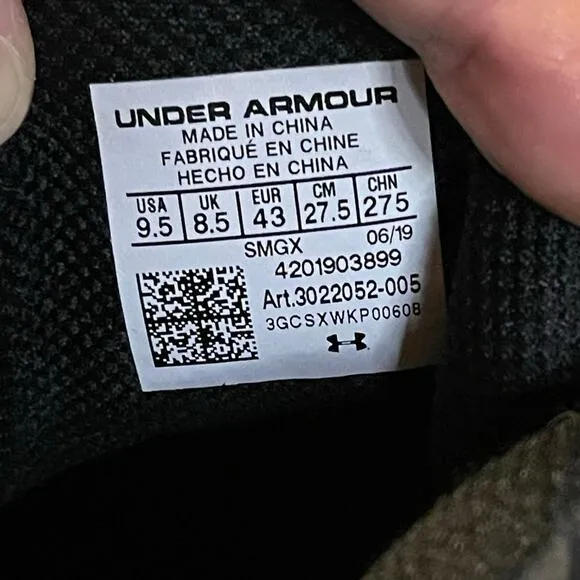 UNDER ARMOUR
MADE IN CHINA
FABRIQUÉ EN CHINE
HECHO EN CHINA
USA UK EUR CM CHN
9.5 8.5 43 27.5 275
SMGX 06/19
4201903899
Art.3022052-005
3GCSXWKP00608